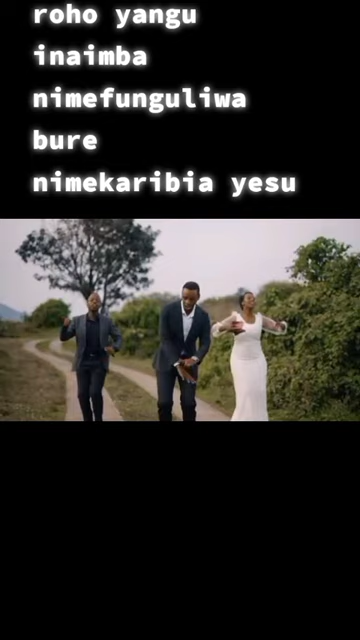 roho yangu
inaimba
nimefunguliwa
bure
nimekaribia yesu